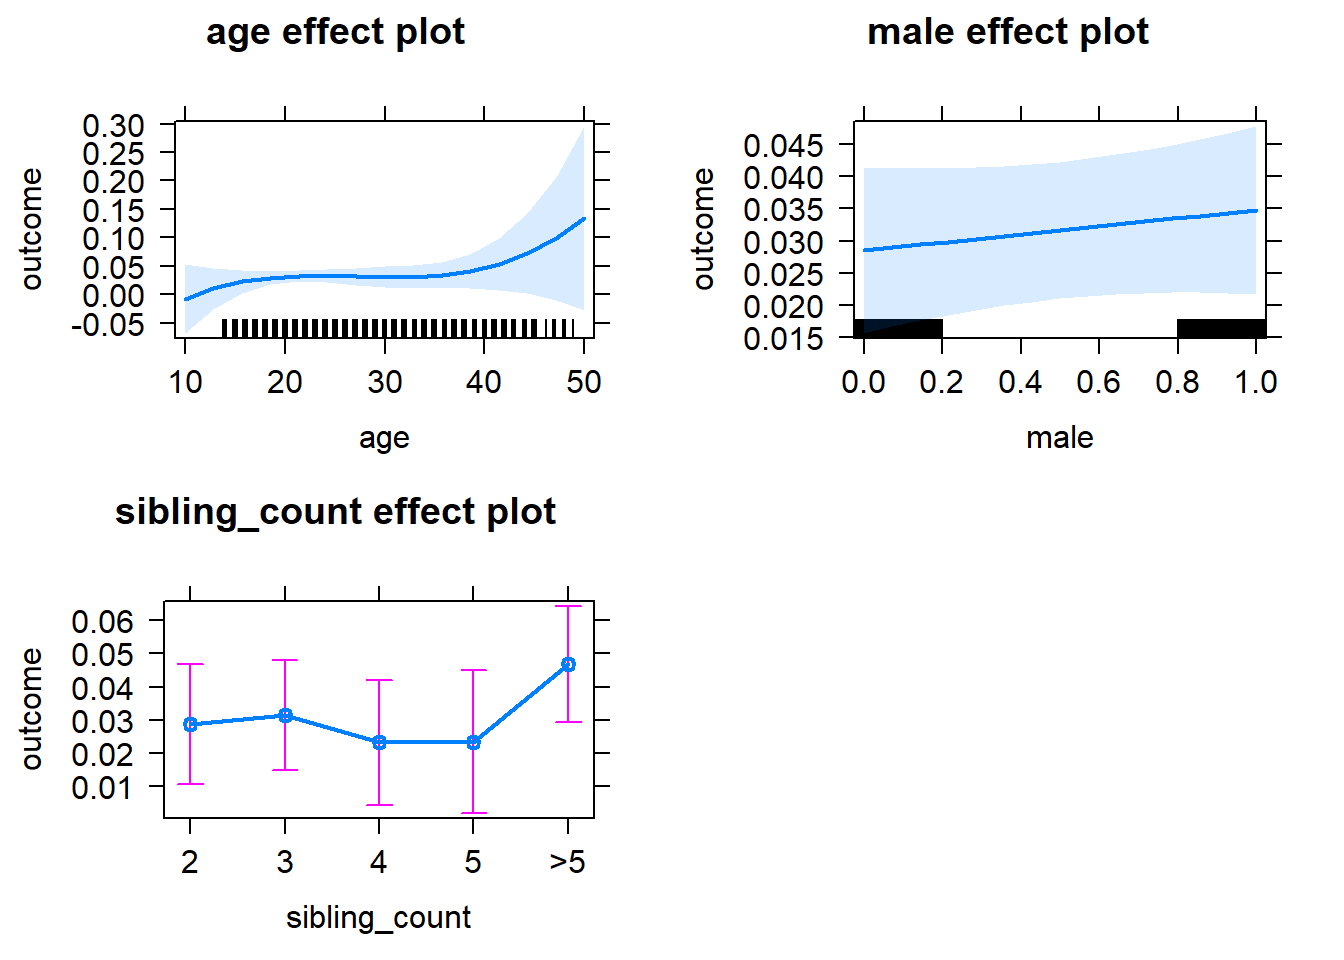 age effect plot
outcome
0.30
0.25
0.20
0.15
0.10
0.05
0.00
-0.05
10 20 30 40 50
age
male effect plot
outcome
0.045
0.040
0.035
0.030
0.025
0.020
0.015
0.0 0.2 0.4 0.6 0.8 1.0
male
sibling_count effect plot
outcome
0.06
0.05
0.04
0.03
0.02
0.01
2 3 4 5 >5
sibling_count